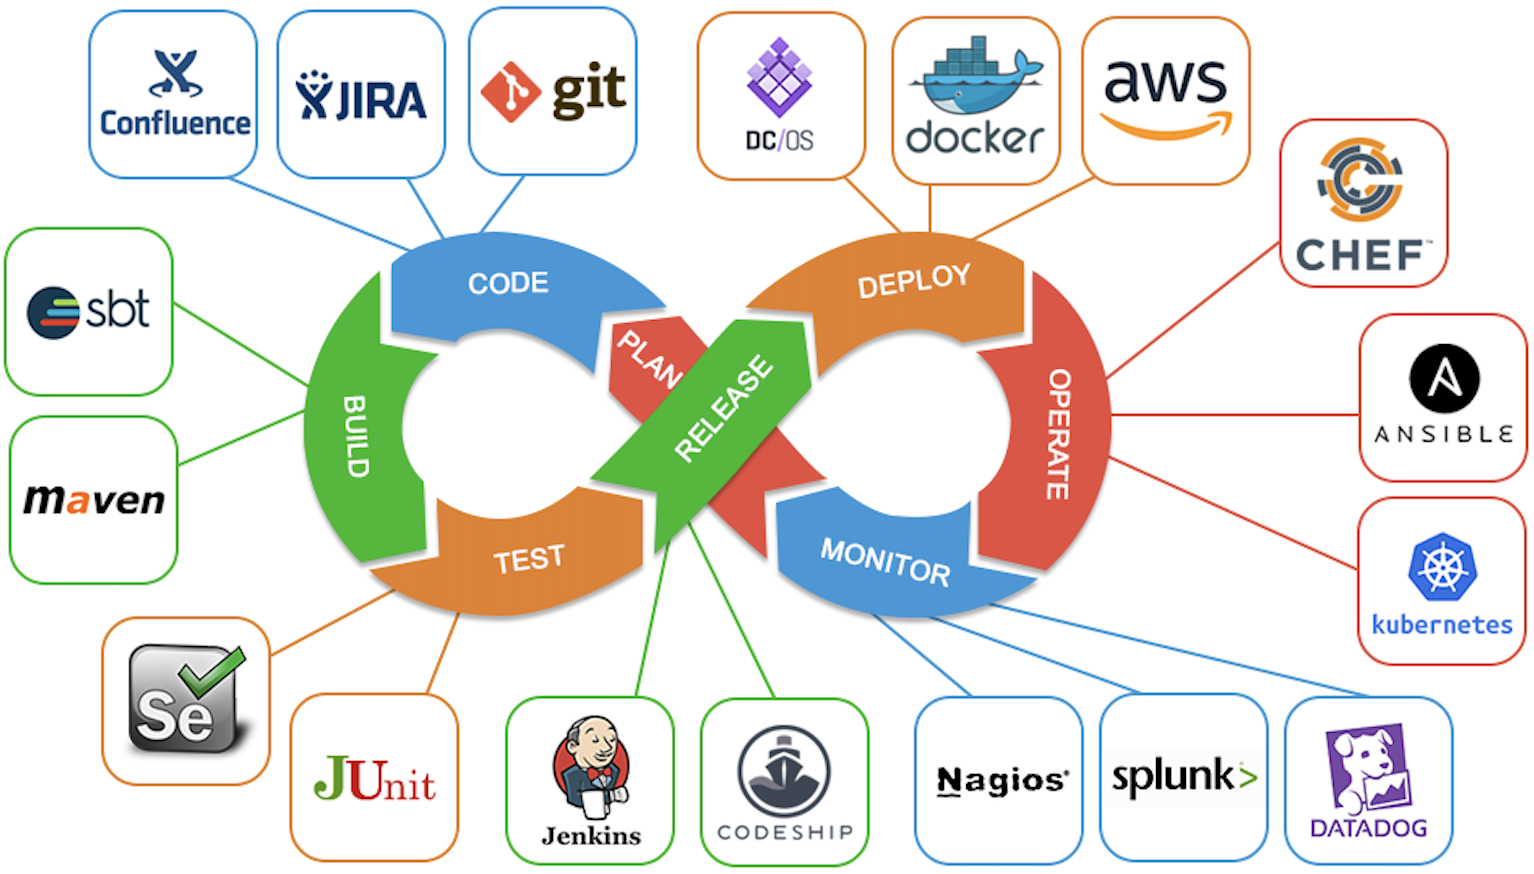 Confluence
JIRA
git
DC/OS
docker
aws
CHEF™
sbt
CODE
DEPLOY
PLAN
RELEASE
BUILD
OPERATE
ANSIBLE
maven
TEST
MONITOR
kubernetes
Se
JUnit
Jenkins
CODESHIP
Nagios®
splunk>
DATADOG